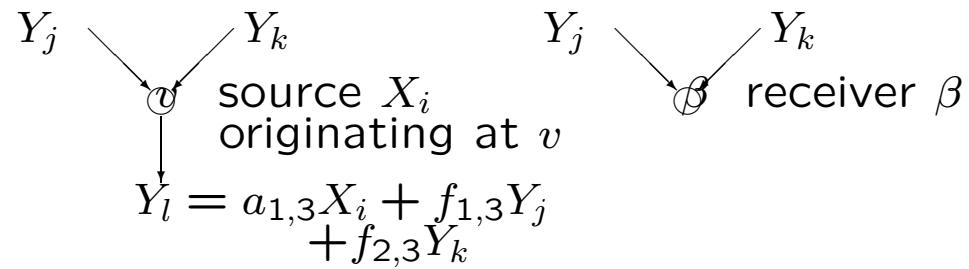 Y_j Y_k Y_j Y_k
v source X_i β receiver β
originating at v
Y_l = a_{1,3}X_i + f_{1,3}Y_j
+f_{2,3}Y_k